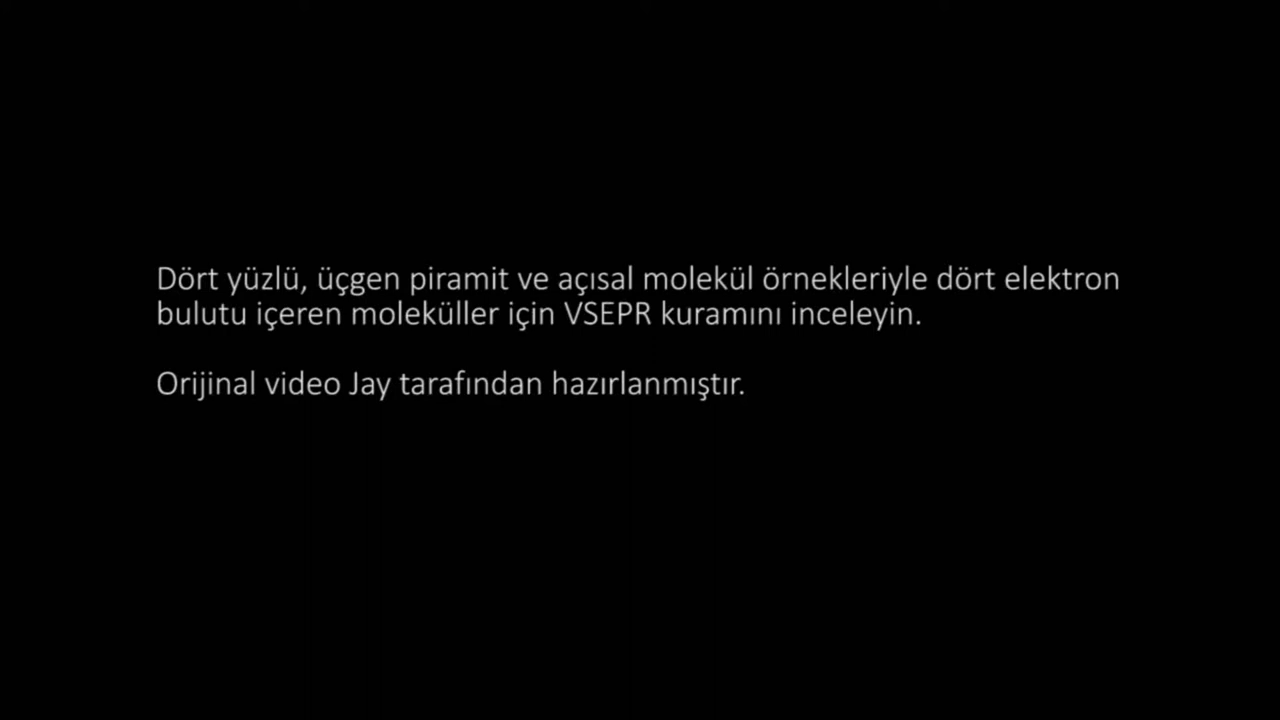 Dört yüzlü, üçgen piramit ve açısal molekül örnekleriyle dört elektron
bulutu içeren moleküller için VSEPR kuramını inceleyin.
Orijinal video Jay tarafından hazırlanmıştır.